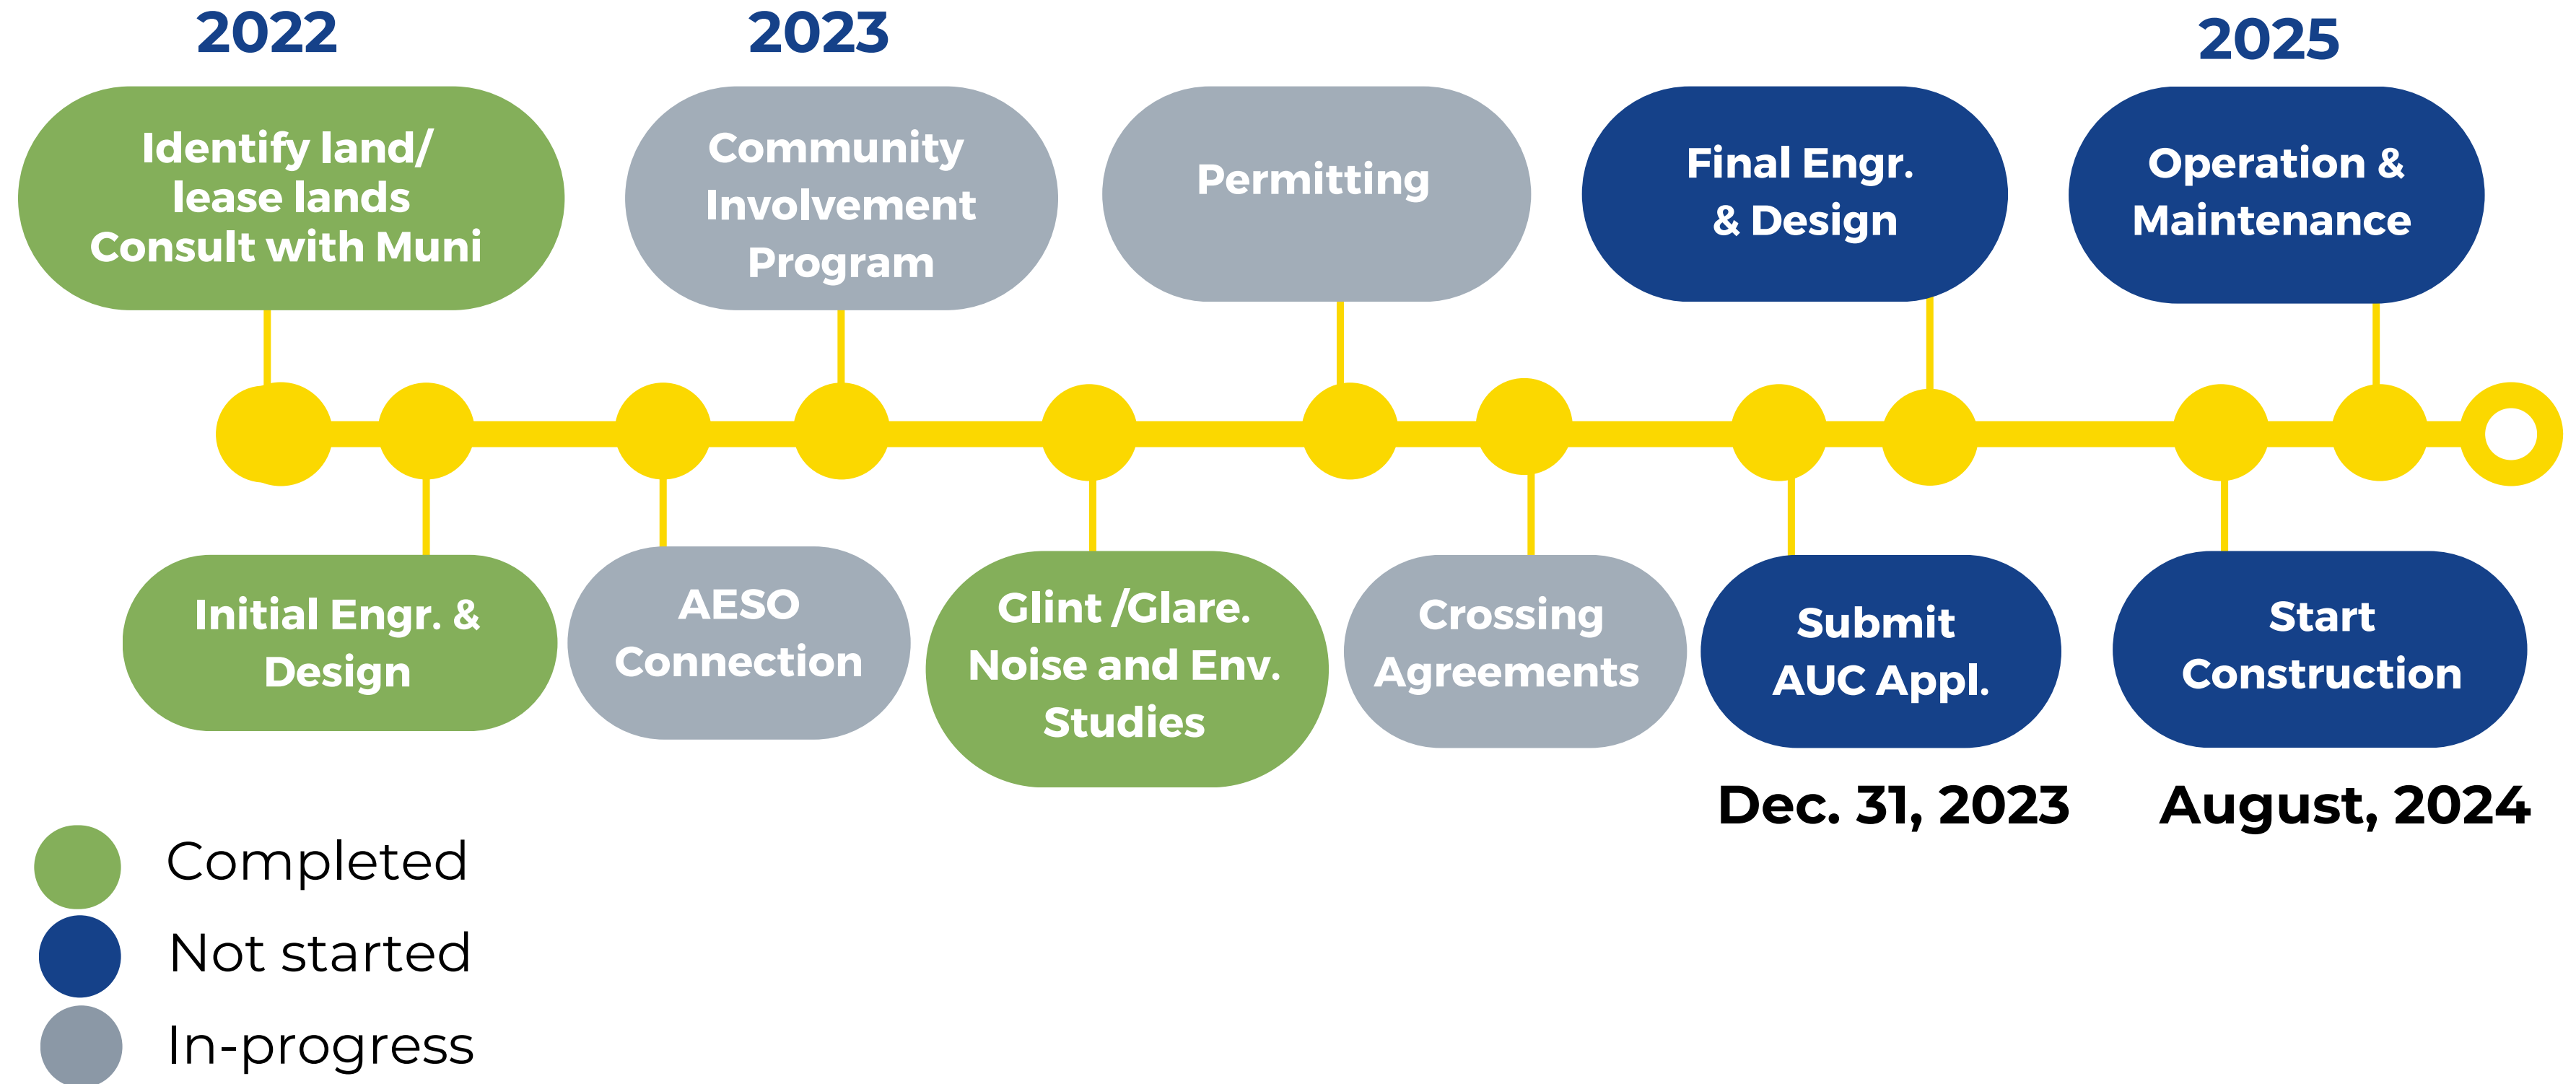 2022
2023
2025
Identify land/
lease lands
Consult with Muni
Community
Involvement
Program
Permitting
Final Engr.
& Design
Operation &
Maintenance
Initial Engr. &
Design
AESO
Connection
Glint /Glare.
Noise and Env.
Studies
Crossing
Agreements
Submit
AUC Appl.
Start
Construction
Dec. 31, 2023
August, 2024
Completed
Not started
In-progress